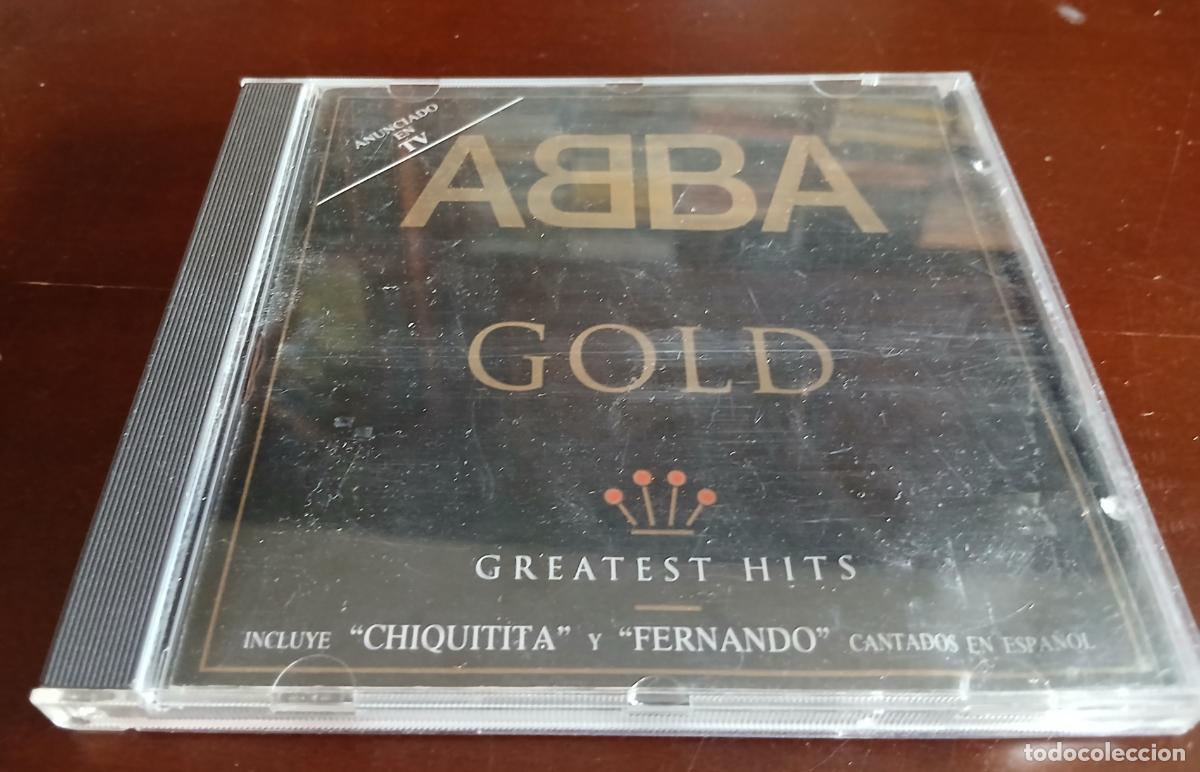 ANUNCIADO
EN
TV
ABBA
GOLD
GREATEST HITS
INCLUYE "CHIQUITITA" Y "FERNANDO" CANTADOS EN ESPAÑOL
todocoleccion